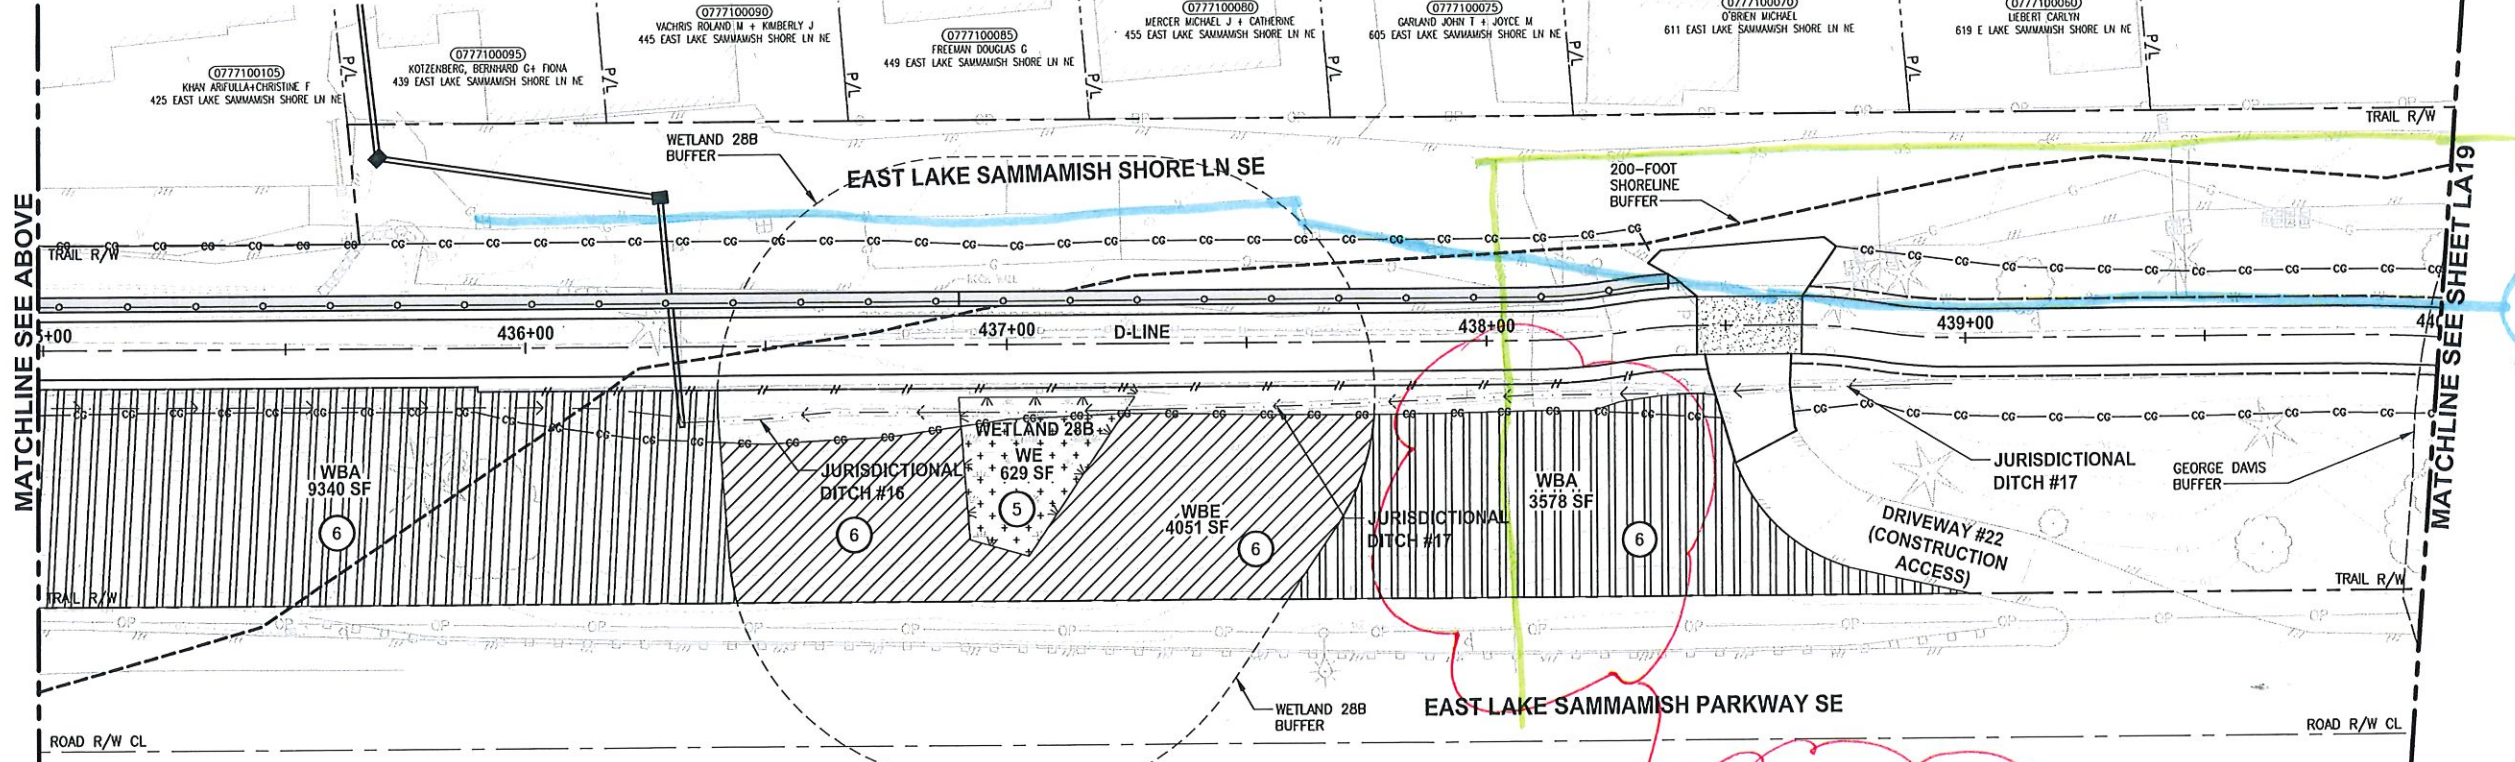 0777100105
KHAN ARIFULLA+CHRISTINE F
425 EAST LAKE SAMMAMISH SHORE LN NE
P/L
0777100095
KOTZENBERG, BERNHARD G+ FIONA
439 EAST LAKE SAMMAMISH SHORE LN NE
P/L
0777100090
VACHRIS ROLAND M + KIMBERLY J
445 EAST LAKE SAMMAMISH SHORE LN NE
P/L
0777100085
FREEMAN DOUGLAS G
449 EAST LAKE SAMMAMISH SHORE LN NE
P/L
0777100080
MERCER MICHAEL J + CATHERINE
455 EAST LAKE SAMMAMISH SHORE LN NE
P/L
0777100075
GARLAND JOHN T + JOYCE M
605 EAST LAKE SAMMAMISH SHORE LN NE
P/L
0777100070
O'BRIEN MICHAEL
611 EAST LAKE SAMMAMISH SHORE LN NE
P/L
0777100060
LIEBERT CARLYN
619 E LAKE SAMMAMISH SHORE LN NE
P/L
TRAIL R/W
WETLAND 28B
BUFFER
EAST LAKE SAMMAMISH SHORE LN SE
200-FOOT
SHORELINE
BUFFER
MATCHLINE SEE ABOVE
MATCHLINE SEE SHEET LA19
TRAIL R/W
5+00
436+00
437+00
D-LINE
438+00
439+00
44
WBA
9340 SF
6
JURISDICTIONAL
DITCH #16
6
WETLAND 28B
WE
629 SF
5
WBE
4051 SF
6
JURISDICTIONAL
DITCH #17
WBA
3578 SF
6
JURISDICTIONAL
DITCH #17
GEORGE DAVIS
BUFFER
DRIVEWAY #22
(CONSTRUCTION
ACCESS)
TRAIL R/W
TRAIL R/W
WETLAND 28B
BUFFER
EAST LAKE SAMMAMISH PARKWAY SE
ROAD R/W CL
ROAD R/W CL